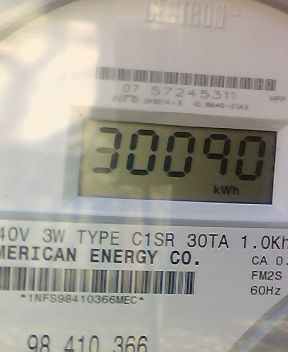 CENTRON®
07 57245311
30090
kWh
40V 3W TYPE C1SR 30TA 1.0Kh
MERICAN ENERGY CO.
CA 0.
FM2S
*1NFS98410366MEC*
60Hz
98 410 366